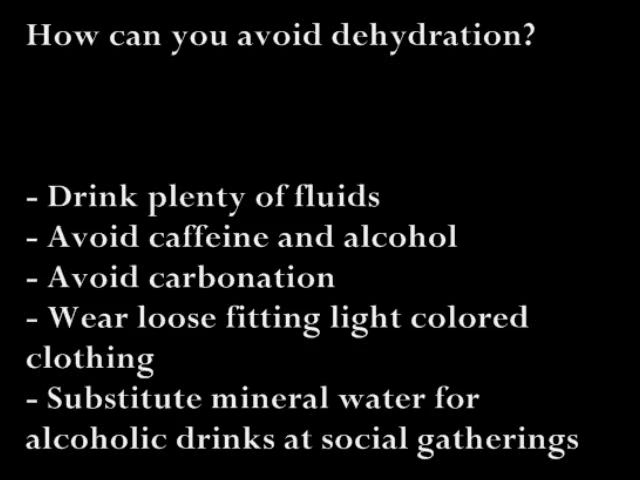 How can you avoid dehydration?
- Drink plenty of fluids
- Avoid caffeine and alcohol
- Avoid carbonation
- Wear loose fitting light colored
clothing
- Substitute mineral water for
alcoholic drinks at social gatherings